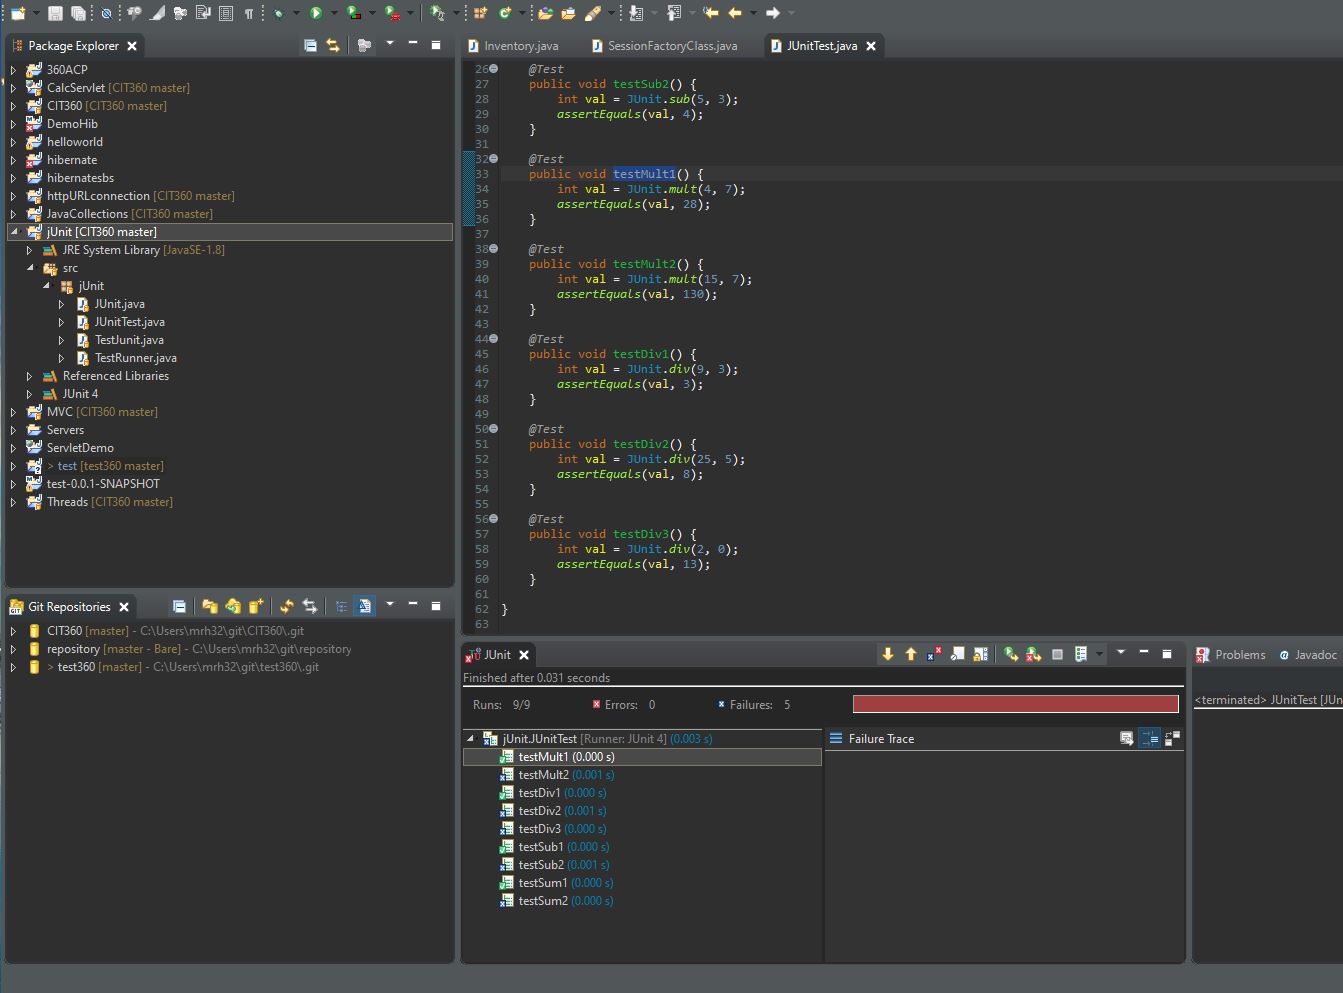 Package Explorer
360ACP
CalcServlet [CIT360 master]
CIT360 [CIT360 master]
DemoHib
helloworld
hibernate
hibernatesbs
httpURLconnection [CIT360 master]
JavaCollections [CIT360 master]
jUnit [CIT360 master]
JRE System Library [JavaSE-1.8]
src
jUnit
JUnit.java
JUnitTest.java
TestJunit.java
TestRunner.java
Referenced Libraries
JUnit 4
MVC [CIT360 master]
Servers
ServletDemo
> test [test360 master]
test-0.0.1-SNAPSHOT
Threads [CIT360 master]
Git Repositories
CIT360 [master] - C:\Users\mrh32\git\CIT360\.git
repository [master - Bare] - C:\Users\mrh32\git\repository
> test360 [master] - C:\Users\mrh32\git\test360\.git
Inventory.java
SessionFactoryClass.java
JUnitTest.java
26 @Test
27 public void testSub2() {
28 int val = JUnit.sub(5, 3);
29 assertEquals(val, 4);
30 }
31
32 @Test
33 public void testMult1() {
34 int val = JUnit.mult(4, 7);
35 assertEquals(val, 28);
36 }
37
38 @Test
39 public void testMult2() {
40 int val = JUnit.mult(15, 7);
41 assertEquals(val, 130);
42 }
43
44 @Test
45 public void testDiv1() {
46 int val = JUnit.div(9, 3);
47 assertEquals(val, 3);
48 }
49
50 @Test
51 public void testDiv2() {
52 int val = JUnit.div(25, 5);
53 assertEquals(val, 8);
54 }
55
56 @Test
57 public void testDiv3() {
58 int val = JUnit.div(2, 0);
59 assertEquals(val, 13);
60 }
61
62 }
63
JUnit
Finished after 0.031 seconds
Runs: 9/9 Errors: 0 Failures: 5
jUnit.JUnitTest [Runner: JUnit 4] (0.003 s)
testMult1 (0.000 s)
testMult2 (0.001 s)
testDiv1 (0.000 s)
testDiv2 (0.001 s)
testDiv3 (0.000 s)
testSub1 (0.000 s)
testSub2 (0.001 s)
testSum1 (0.000 s)
testSum2 (0.000 s)
Failure Trace
Problems
@ Javadoc
<terminated> JUnitTest [JUn